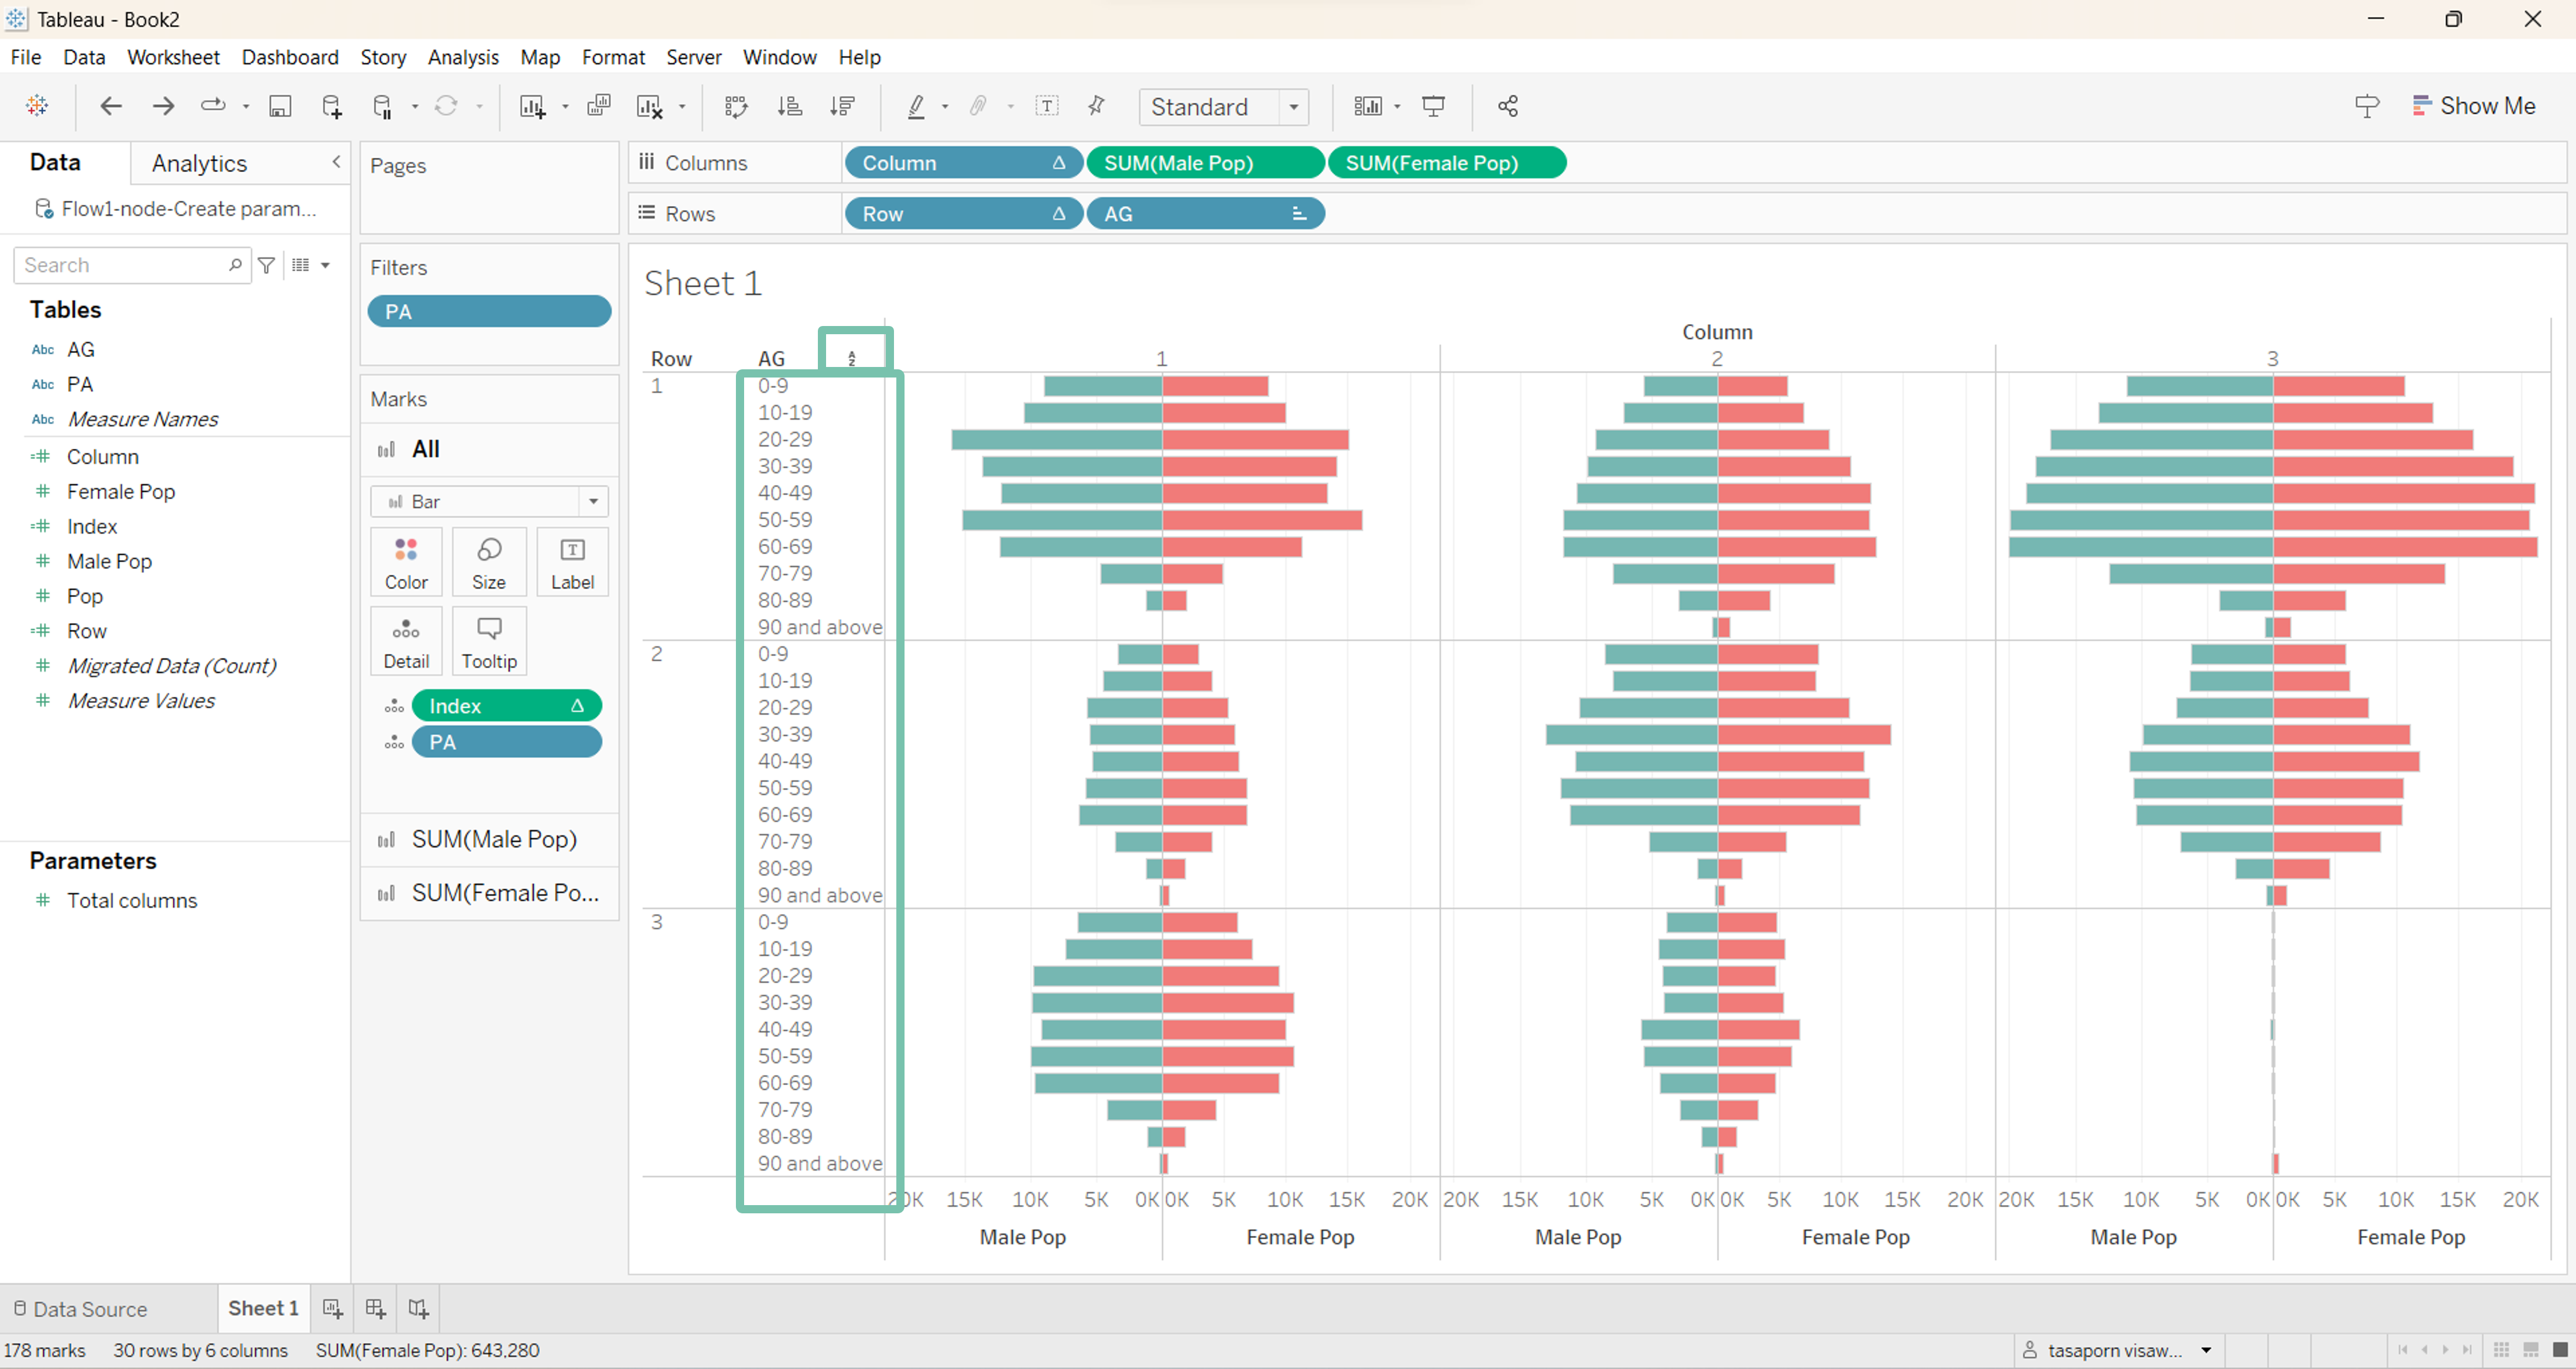 Tableau - Book2
File Data Worksheet Dashboard Story Analysis Map Format Server Window Help
Standard
Show Me
Data Analytics
Flow1-node-Create param...
Search
Tables
Abc AG
Abc PA
Abc Measure Names
Column
Female Pop
Index
Male Pop
Pop
Row
Migrated Data (Count)
Measure Values
Parameters
Total columns
Pages
Filters
PA
Marks
All
Bar
Color Size Label
Detail Tooltip
Index
PA
SUM(Male Pop)
SUM(Female Po...
Columns Column SUM(Male Pop) SUM(Female Pop)
Rows Row AG
Sheet 1
Column
Row AG 1 2 3
1 0-9
10-19
20-29
30-39
40-49
50-59
60-69
70-79
80-89
90 and above
2 0-9
10-19
20-29
30-39
40-49
50-59
60-69
70-79
80-89
90 and above
3 0-9
10-19
20-29
30-39
40-49
50-59
60-69
70-79
80-89
90 and above
20K 15K 10K 5K 0K 0K 5K 10K 15K 20K 20K 15K 10K 5K 0K 0K 5K 10K 15K 20K 20K 15K 10K 5K 0K 0K 5K 10K 15K 20K
Male Pop Female Pop Male Pop Female Pop Male Pop Female Pop
Data Source Sheet 1
178 marks 30 rows by 6 columns SUM(Female Pop): 643,280
tasaporn visaw...